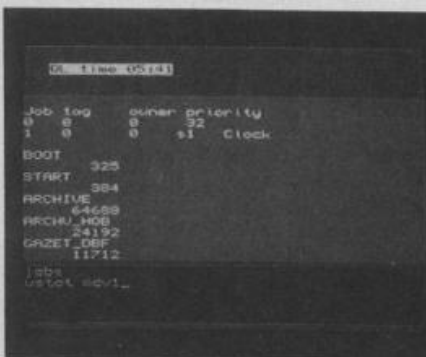 QL time 05:41
Job tag owner priority
0 0 0 32
1 0 0 s1 Clock
BOOT
325
START
384
ARCHIVE
64688
ARCHV_HOB
24192
GAZET_DBF
11712
jobs
wstat mdv1_